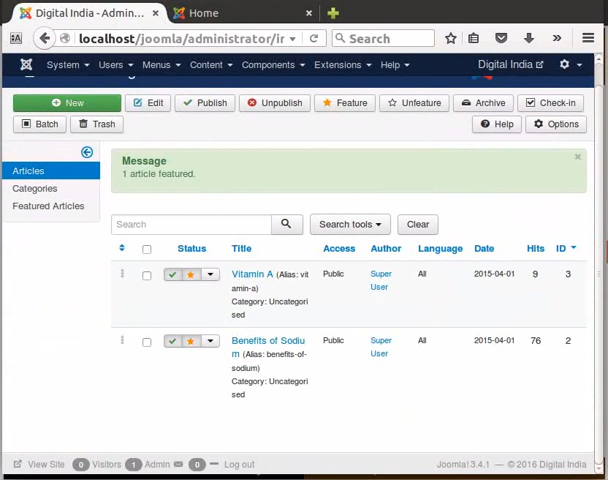 Digital India - Admin...
Home
localhost/joomla/administrator/ir
Search
System Users Menus Content Components Extensions Help
Digital India
New Edit Publish Unpublish Feature Unfeature Archive Check-in
Batch Trash Help Options
Articles
Categories
Featured Articles
Message
1 article featured.
Search Search tools Clear
Status Title Access Author Language Date Hits ID
Vitamin A (Alias: vit
amin-a)
Category: Uncategori
sed
Public
Super
User
All
2015-04-01
9
3
Benefits of Sodiu
m (Alias: benefits-of-
sodium)
Category: Uncategori
sed
Public
Super
User
All
2015-04-01
76
2
View Site 0 Visitors 1 Admin 0 Log out
Joomla! 3.4.1 — © 2016 Digital India